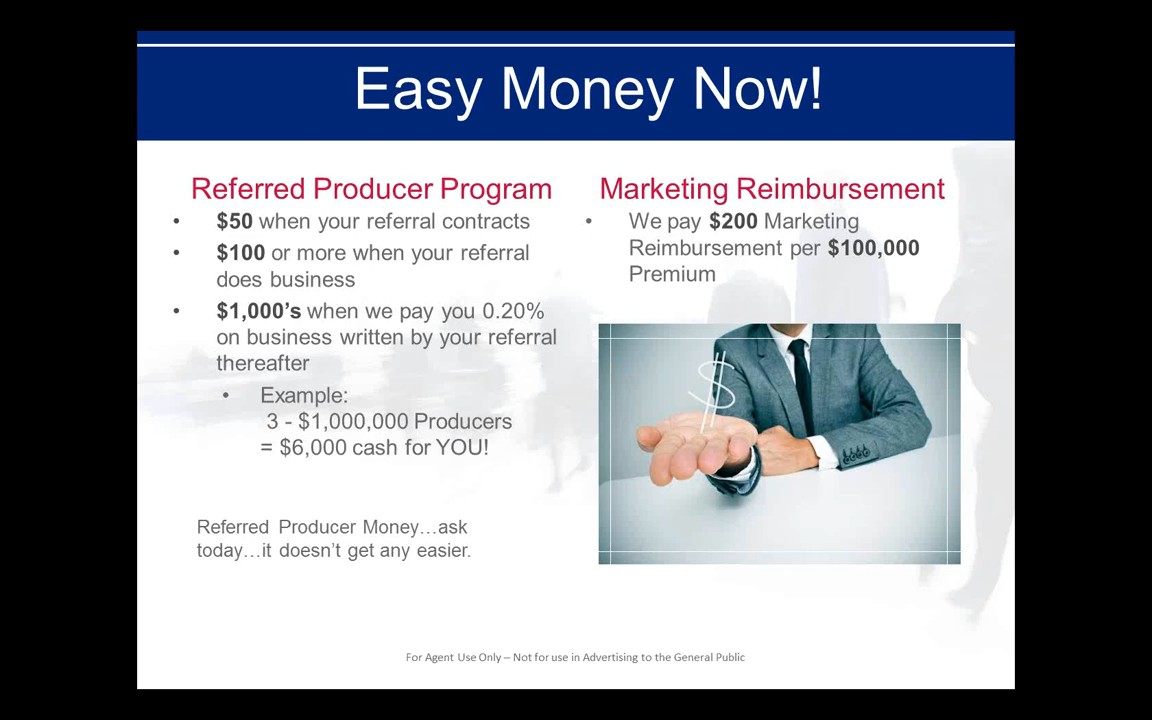 Easy Money Now!
Referred Producer Program
• $50 when your referral contracts
• $100 or more when your referral
does business
• $1,000’s when we pay you 0.20%
on business written by your referral
thereafter
• Example:
3 - $1,000,000 Producers
= $6,000 cash for YOU!
Referred Producer Money…ask
today…it doesn’t get any easier.
Marketing Reimbursement
• We pay $200 Marketing
Reimbursement per $100,000
Premium
$
For Agent Use Only – Not for use in Advertising to the General Public